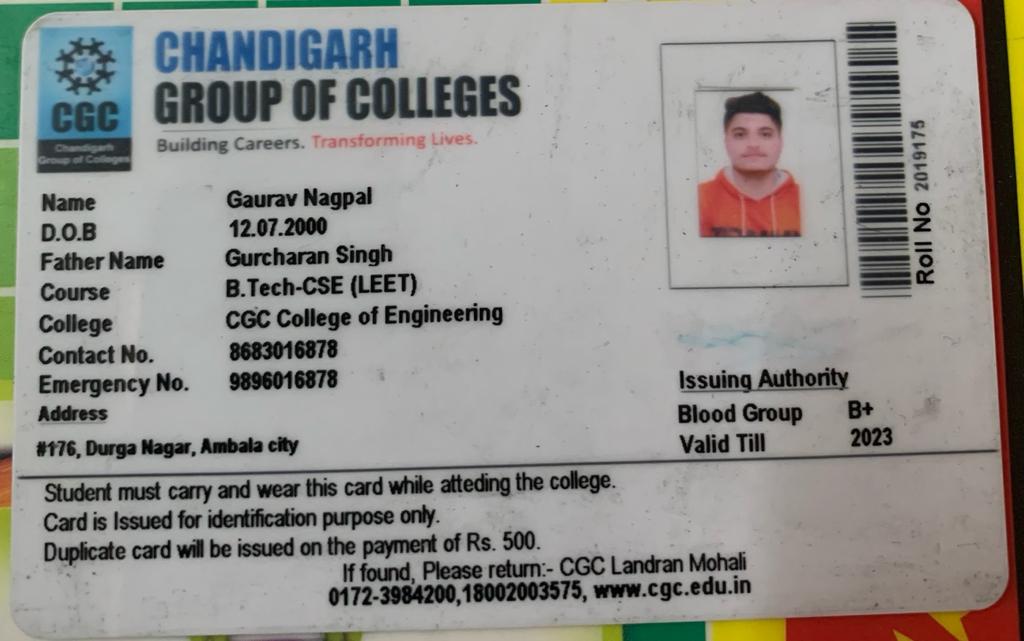 CGC
Chandigarh
Group of Colleges
CHANDIGARH
GROUP OF COLLEGES
Building Careers. Transforming Lives.
Name Gaurav Nagpal
D.O.B 12.07.2000
Father Name Gurcharan Singh
Course B.Tech-CSE (LEET)
College CGC College of Engineering
Contact No. 8683016878
Emergency No. 9896016878
Address
#176, Durga Nagar, Ambala city
Roll No 2019175
Issuing Authority
Blood Group B+
Valid Till 2023
Student must carry and wear this card while atteding the college.
Card is Issued for identification purpose only.
Duplicate card will be issued on the payment of Rs. 500.
If found, Please return:- CGC Landran Mohali
0172-3984200,18002003575, www.cgc.edu.in